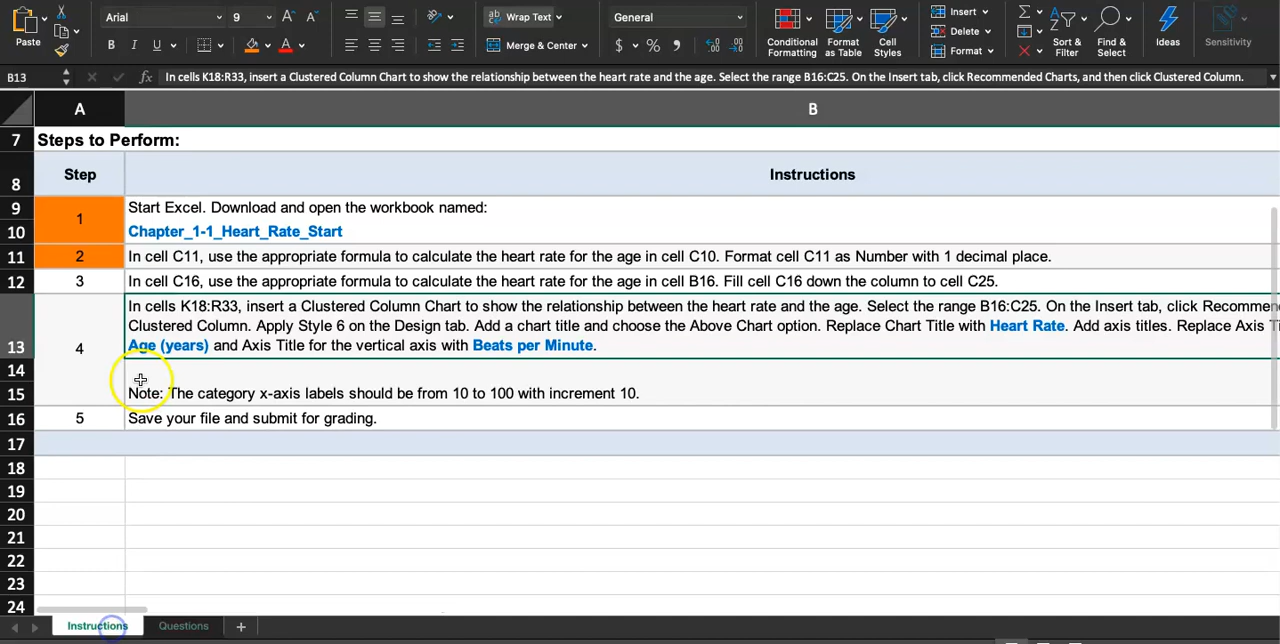 Arial
9
Wrap Text
General
Paste
B I U
Merge & Center
$ % ,
Conditional Formatting
Format as Table
Cell Styles
Insert
Delete
Format
Sort & Filter
Find & Select
Ideas
Sensitivity
B13
fx In cells K18:R33, insert a Clustered Column Chart to show the relationship between the heart rate and the age. Select the range B16:C25. On the Insert tab, click Recommended Charts, and then click Clustered Column.
A B
7 Steps to Perform:
8 Step Instructions
9 Start Excel. Download and open the workbook named:
1
10 Chapter_1-1_Heart_Rate_Start
11 2 In cell C11, use the appropriate formula to calculate the heart rate for the age in cell C10. Format cell C11 as Number with 1 decimal place.
12 3 In cell C16, use the appropriate formula to calculate the heart rate for the age in cell B16. Fill cell C16 down the column to cell C25.
In cells K18:R33, insert a Clustered Column Chart to show the relationship between the heart rate and the age. Select the range B16:C25. On the Insert tab, click Recommen
Clustered Column. Apply Style 6 on the Design tab. Add a chart title and choose the Above Chart option. Replace Chart Title with Heart Rate. Add axis titles. Replace Axis T
13 4 Age (years) and Axis Title for the vertical axis with Beats per Minute.
14
15 Note: The category x-axis labels should be from 10 to 100 with increment 10.
16 5 Save your file and submit for grading.
17
18
19
20
21
22
23
24
Instructions Questions +